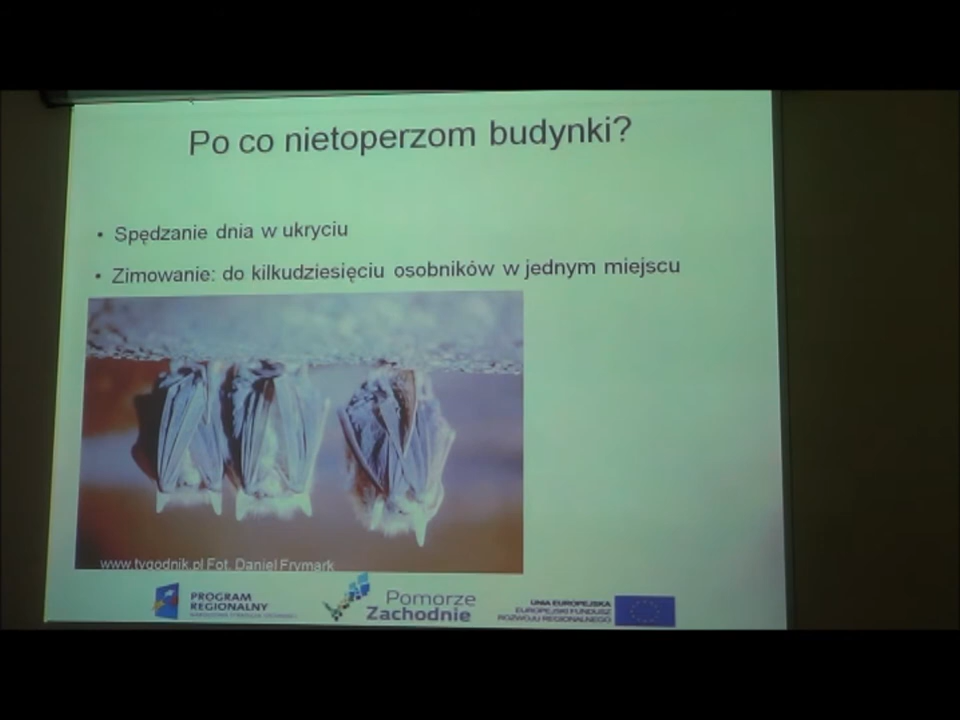 Po co nietoperzom budynki?
• Spędzanie dnia w ukryciu
• Zimowanie: do kilkudziesięciu osobników w jednym miejscu
www.tygodnik.pl Fot. Daniel Frymark
PROGRAM
REGIONALNY
Pomorze
Zachodnie
UNIA EUROPEJSKA
EUROPEJSKI FUNDUSZ
ROZWOJU REGIONALNEGO